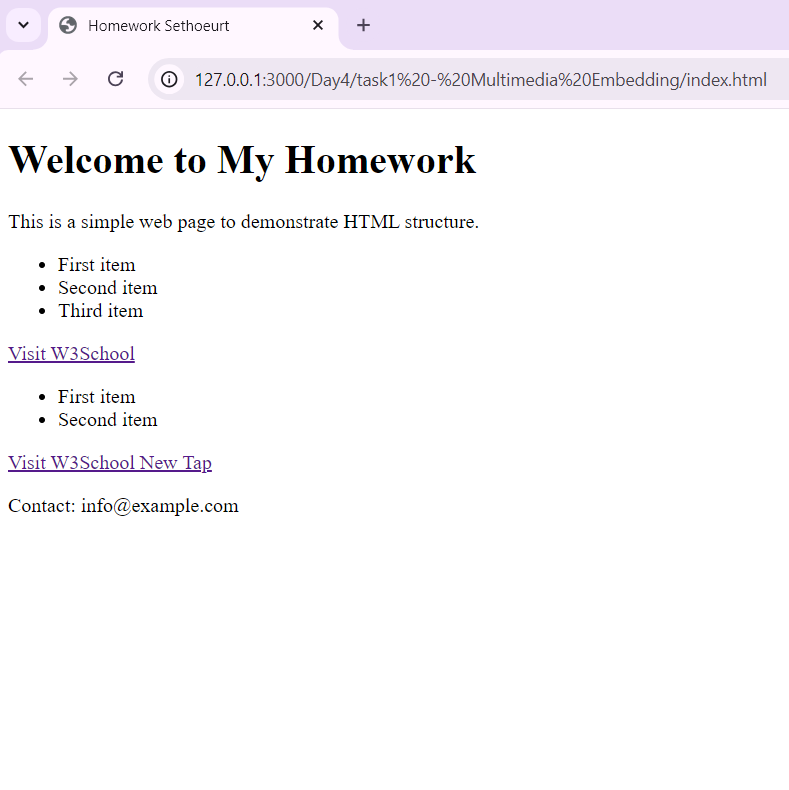 Homework Sethoeurt
127.0.0.1:3000/Day4/task1%20-%20Multimedia%20Embedding/index.html
Welcome to My Homework
This is a simple web page to demonstrate HTML structure.
• First item
• Second item
• Third item
Visit W3School
• First item
• Second item
Visit W3School New Tap
Contact: info@example.com